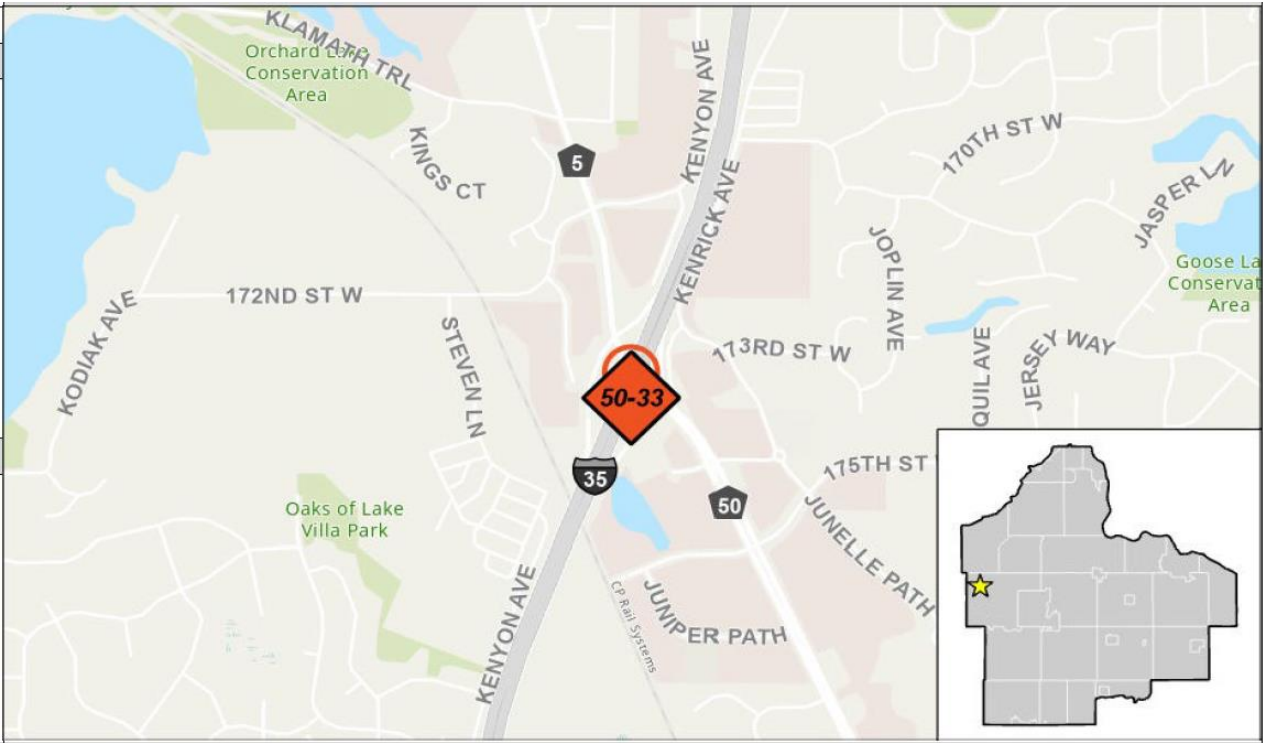 KLAMATH TRL
Orchard Lake
Conservation
Area
KINGS CT
5
KENYON AVE
KENRICK AVE
170TH ST W
JASPER LN
JOPLIN AVE
Goose La
Conservat
Area
172ND ST W
KODIAK AVE
STEVEN LN
173RD ST W
QUIL AVE
JERSEY WAY
50-33
35
175TH ST
50
Oaks of Lake
Villa Park
JUNELLE PATH
KENYON AVE
CP Rail Systems
JUNIPER PATH